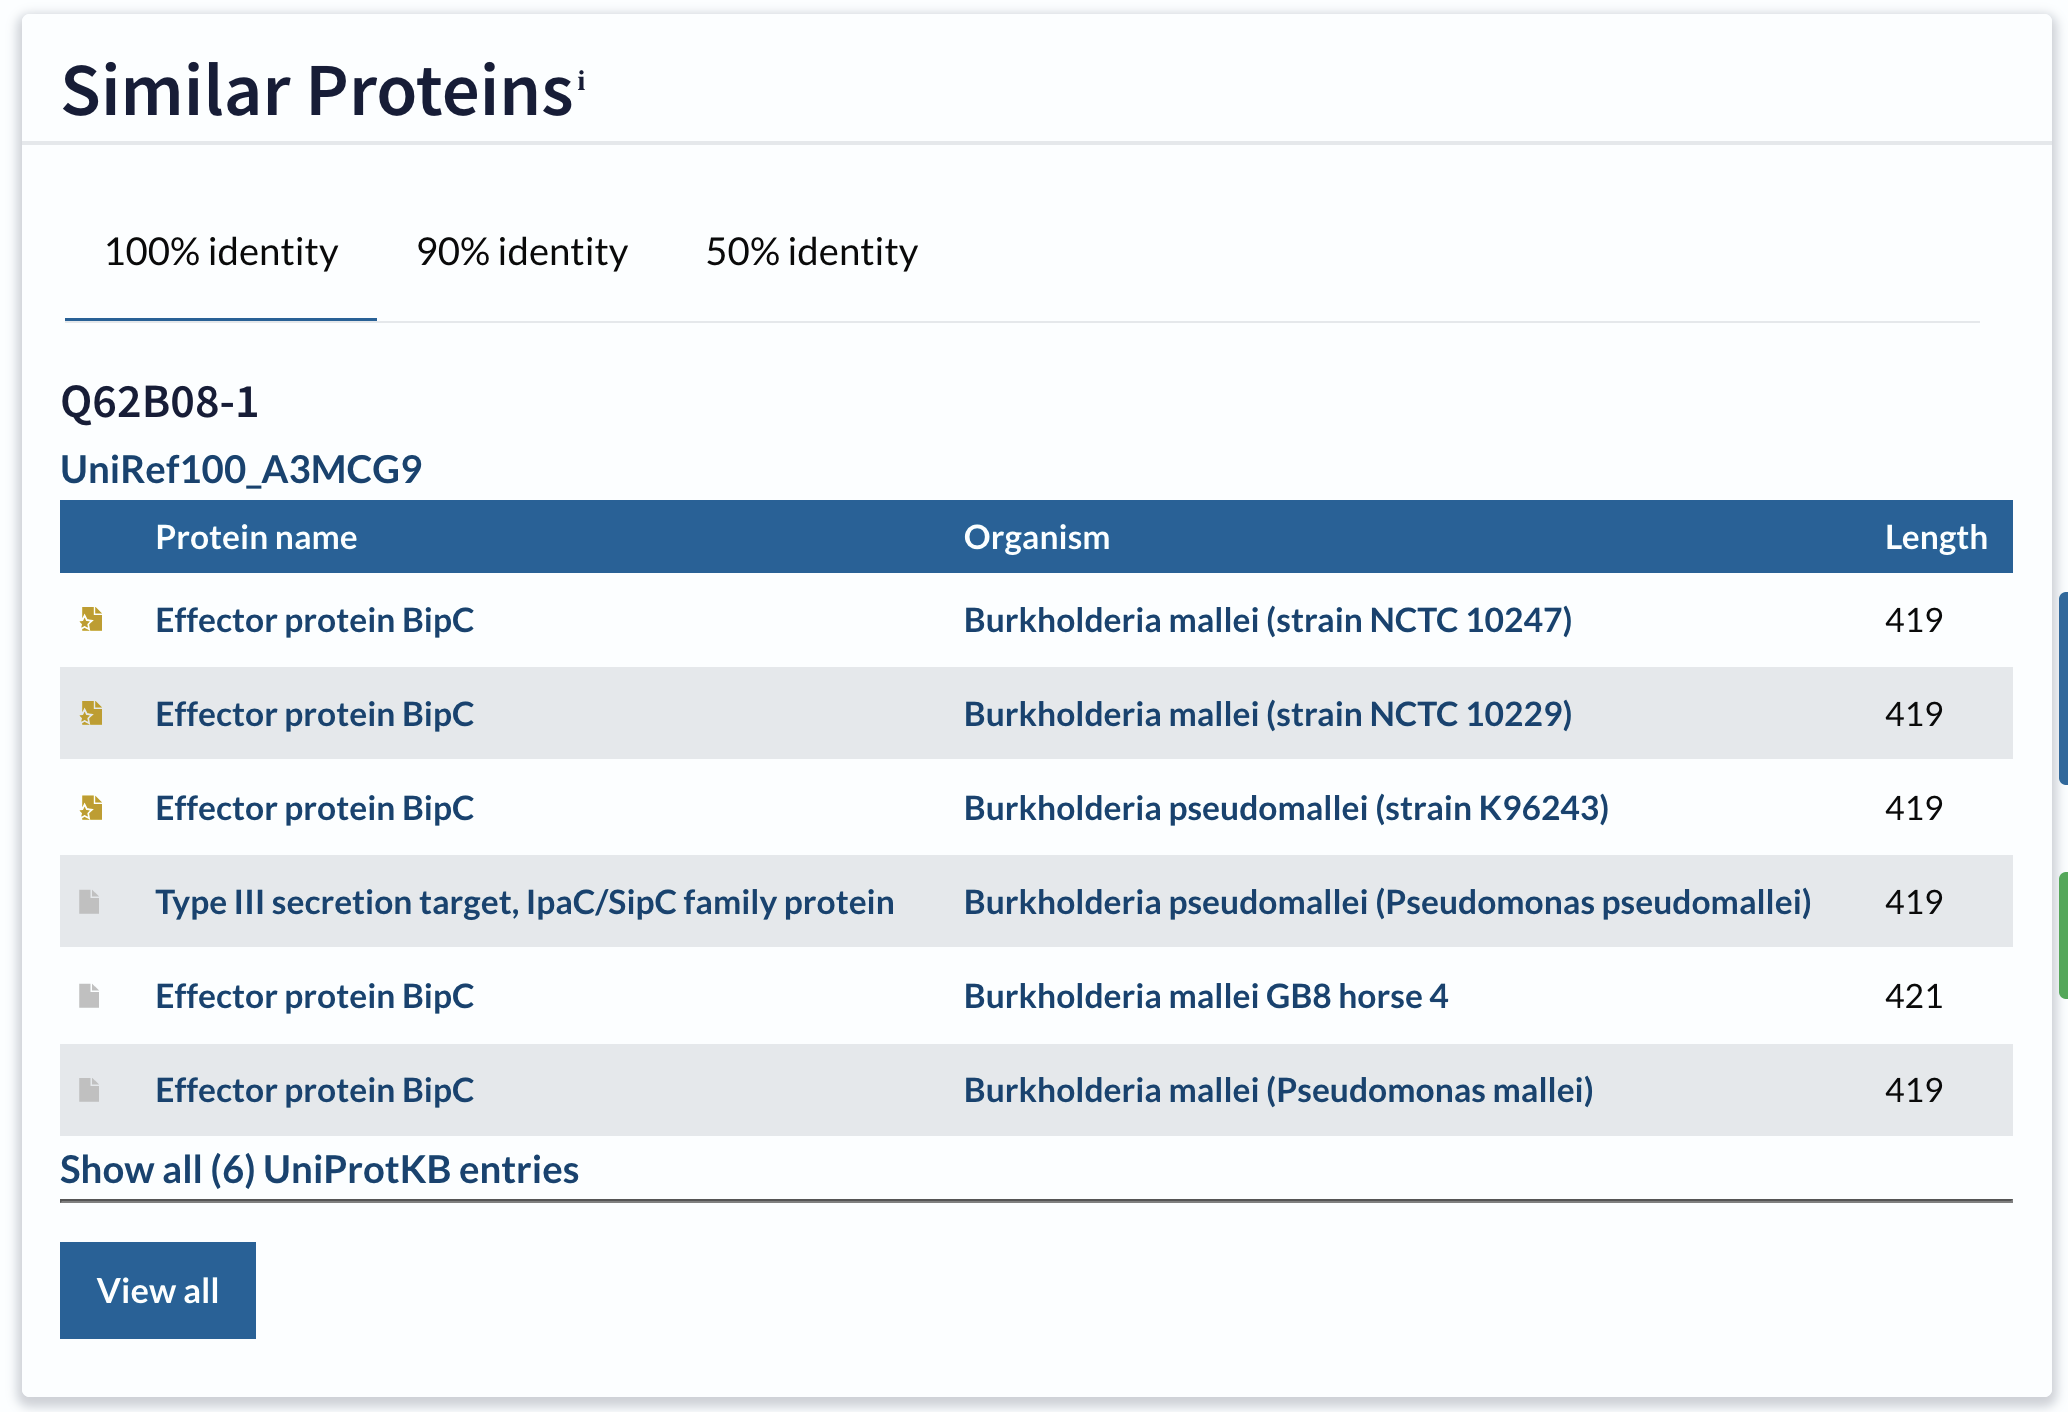 Similar Proteins i
100% identity 90% identity 50% identity
Q62B08-1
UniRef100_A3MCG9
Protein name Organism Length
Effector protein BipC Burkholderia mallei (strain NCTC 10247) 419
Effector protein BipC Burkholderia mallei (strain NCTC 10229) 419
Effector protein BipC Burkholderia pseudomallei (strain K96243) 419
Type III secretion target, IpaC/SipC family protein Burkholderia pseudomallei (Pseudomonas pseudomallei) 419
Effector protein BipC Burkholderia mallei GB8 horse 4 421
Effector protein BipC Burkholderia mallei (Pseudomonas mallei) 419
Show all (6) UniProtKB entries
View all